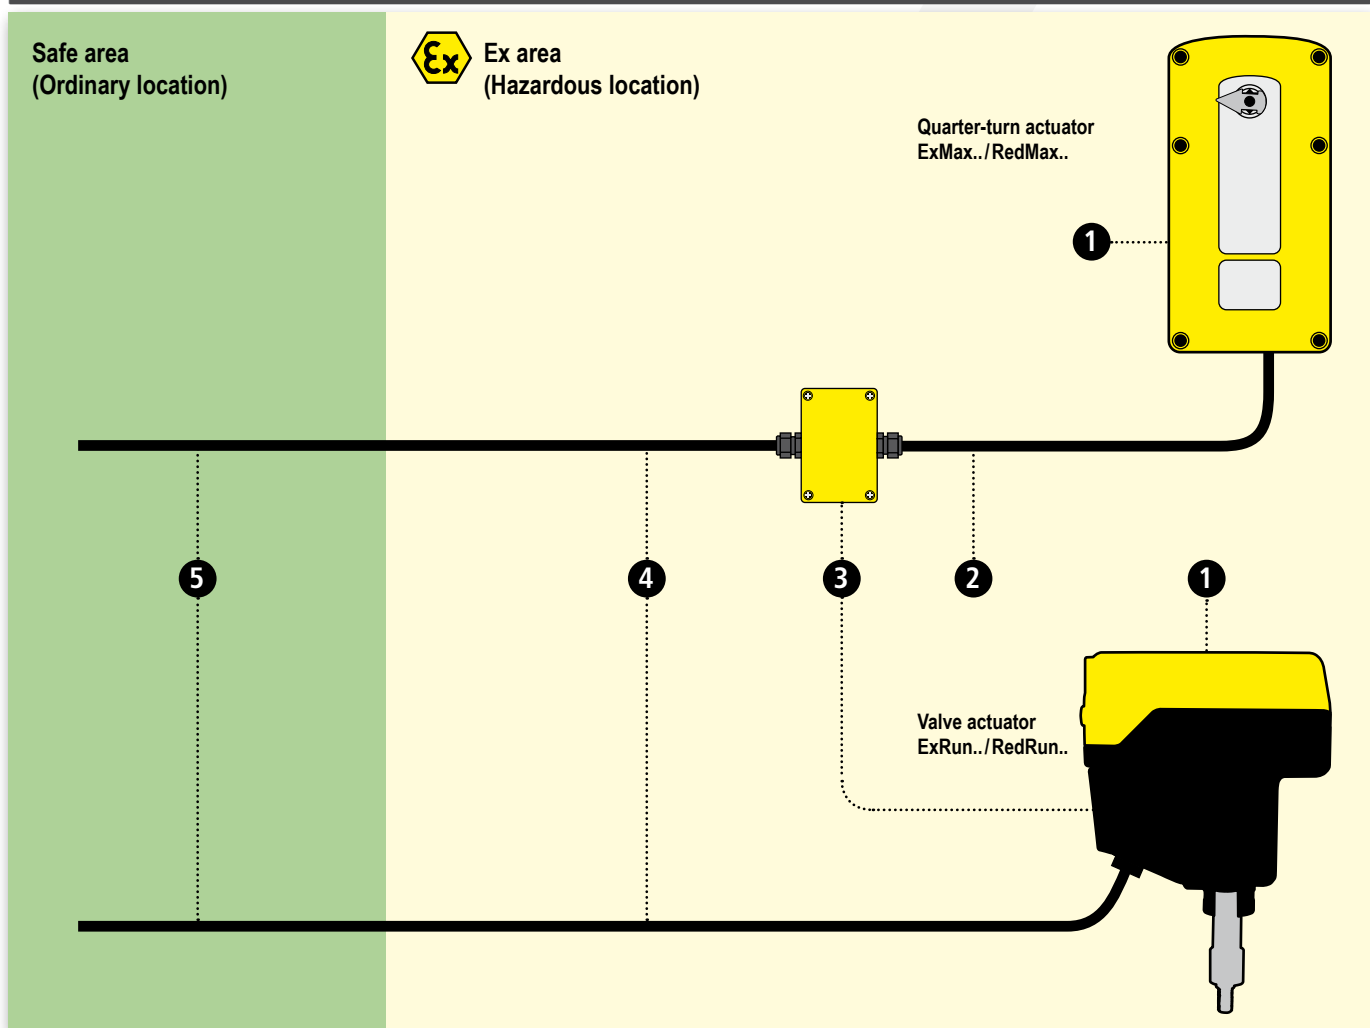 Safe area
(Ordinary location)
Ex
Ex area
(Hazardous location)
Quarter-turn actuator
ExMax../RedMax..
1
5
4
3
2
1
Valve actuator
ExRun../RedRun..